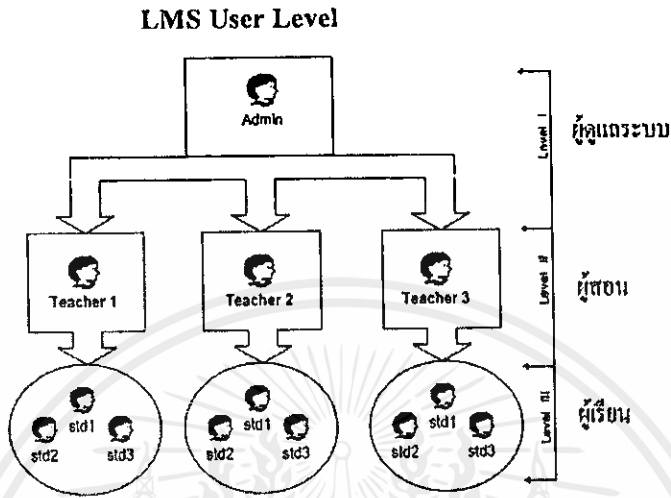 LMS User Level
Admin
Level I
ผู้ดูแถระบบ
Teacher 1
Teacher 2
Teacher 3
Level II
ผู้สอน
std1
std2
std3
std1
std2
std3
std1
std2
std3
Level III
ผู้เรียน